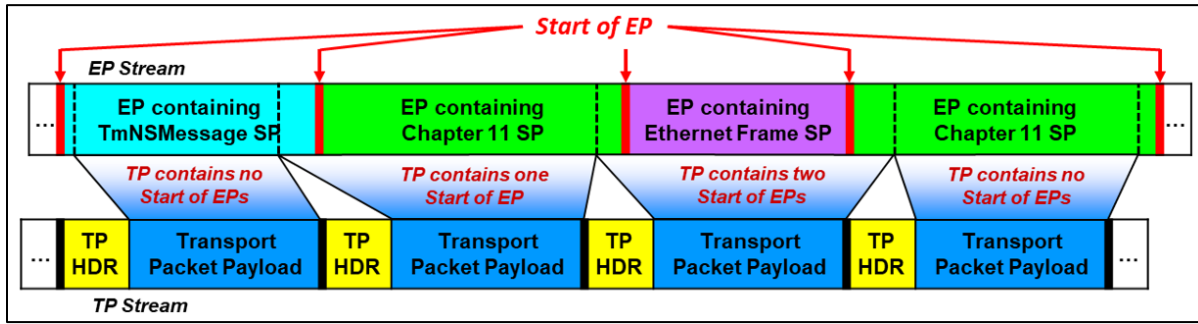 Start of EP
EP Stream
...
EP containing
TmNSMessage SP
EP containing
Chapter 11 SP
EP containing
Ethernet Frame SP
EP containing
Chapter 11 SP
...
TP contains no
Start of EPs
TP contains one
Start of EP
TP contains two
Start of EPs
TP contains no
Start of EPs
...
TP
HDR
Transport
Packet Payload
TP
HDR
Transport
Packet Payload
TP
HDR
Transport
Packet Payload
TP
HDR
Transport
Packet Payload
...
TP Stream